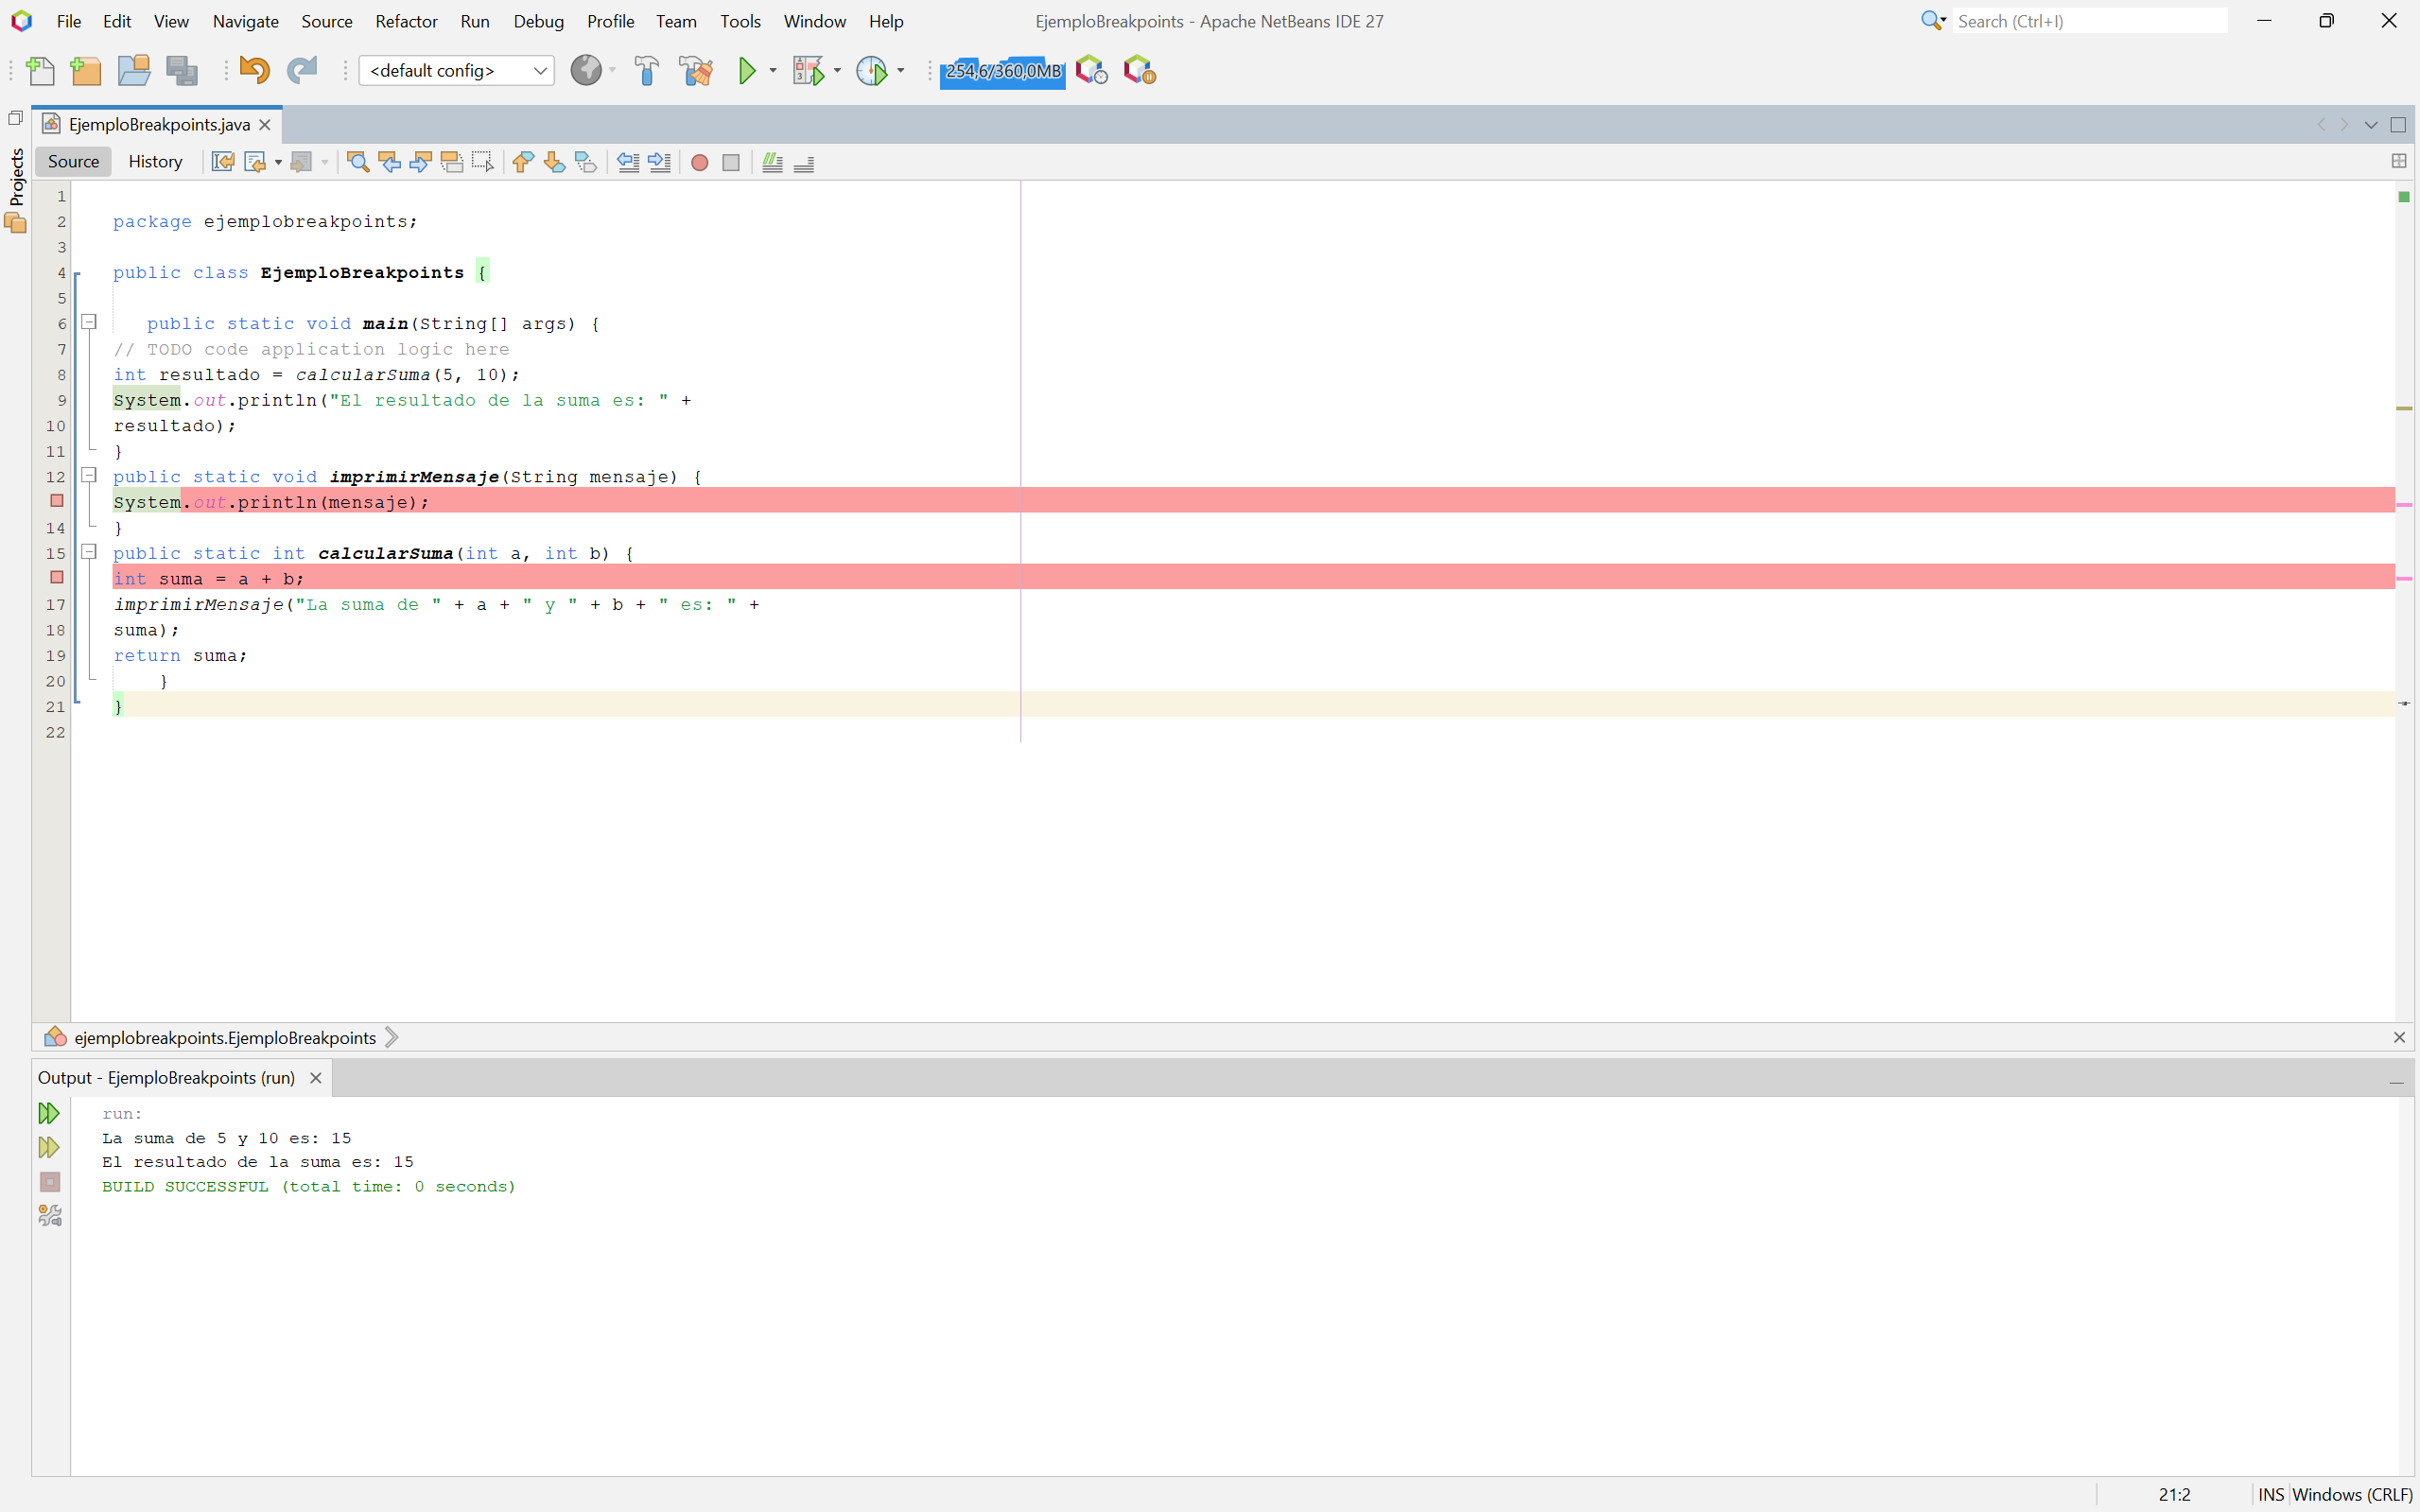 File Edit View Navigate Source Refactor Run Debug Profile Team Tools Window Help
EjemploBreakpoints - Apache NetBeans IDE 27
Search (Ctrl+I)
<default config>
254,6/360,0MB
Projects
EjemploBreakpoints.java
Source History
1
2 package ejemplobreakpoints;
3
4 public class EjemploBreakpoints {
5
6 public static void main(String[] args) {
7 // TODO code application logic here
8 int resultado = calcularSuma(5, 10);
9 System.out.println("El resultado de la suma es: " +
10 resultado);
11 }
12 public static void imprimirMensaje(String mensaje) {
System.out.println(mensaje);
14 }
15 public static int calcularSuma(int a, int b) {
int suma = a + b;
17 imprimirMensaje("La suma de " + a + " y " + b + " es: " +
18 suma);
19 return suma;
20 }
21 }
22
ejemplobreakpoints.EjemploBreakpoints
Output - EjemploBreakpoints (run)
run:
La suma de 5 y 10 es: 15
El resultado de la suma es: 15
BUILD SUCCESSFUL (total time: 0 seconds)
21:2 INS Windows (CRLF)